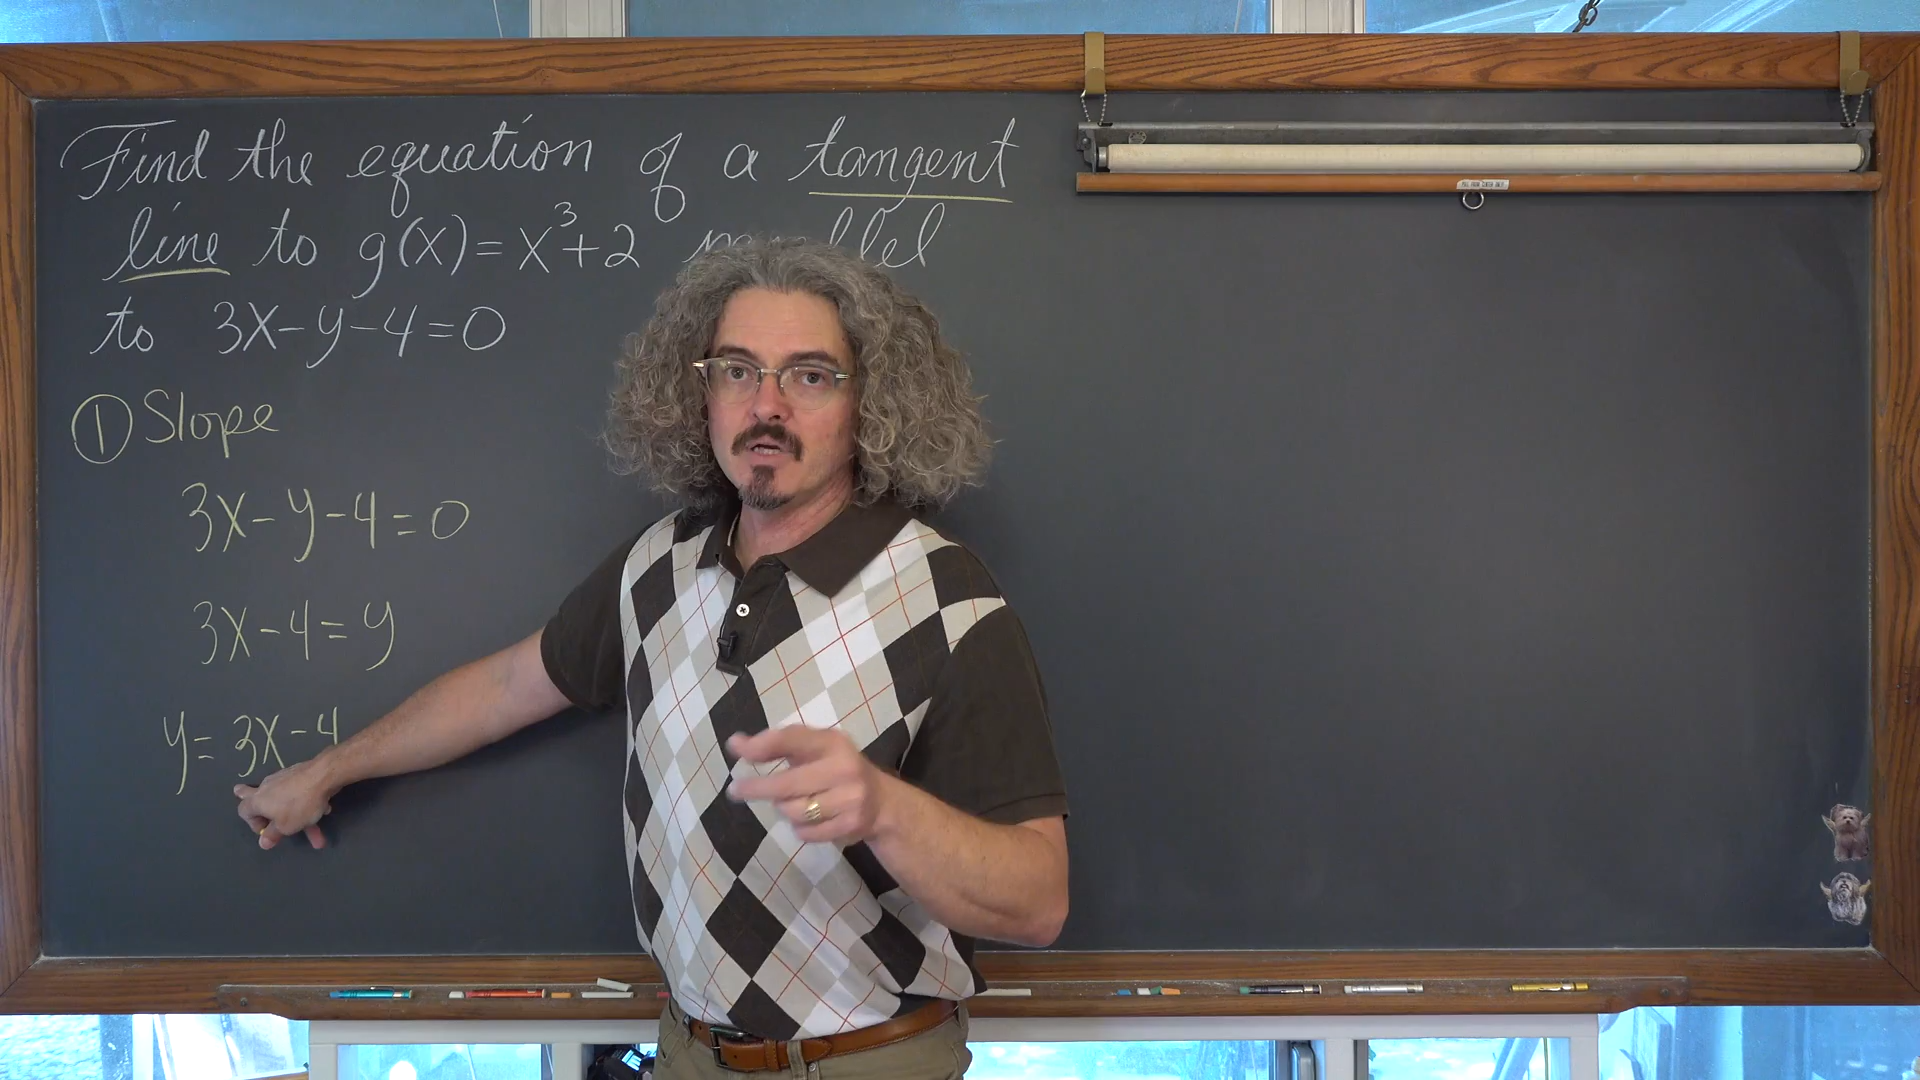 Find the equation of a tangent
line to g(x)=x³+2 parallel
to 3x-y-4=0
① Slope
3x-y-4=0
3x-4=y
y=3x-4